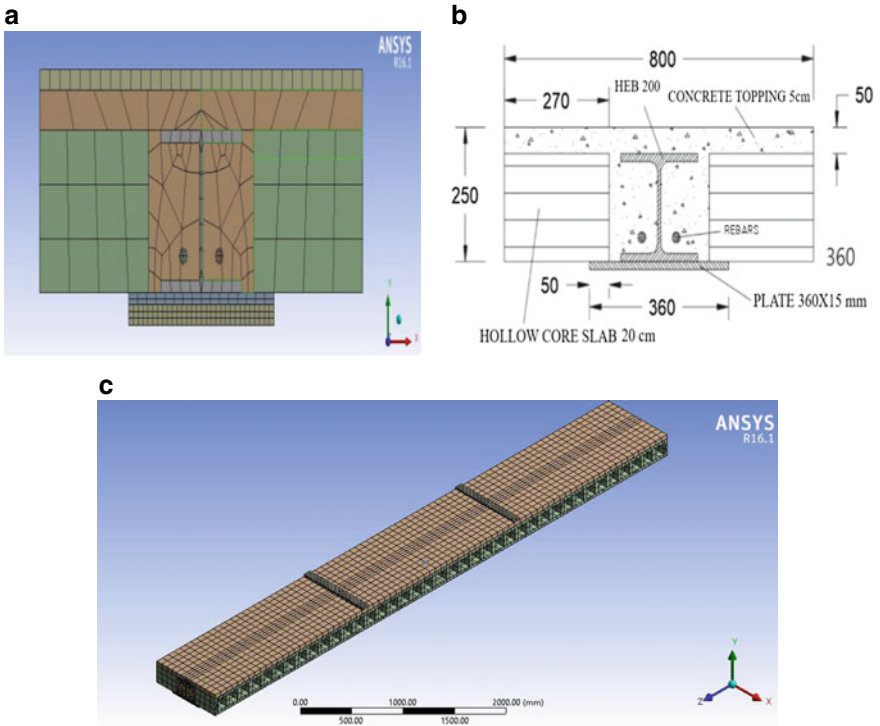 a
ANSYS
R16.1
Y
X
b
800
270
HEB 200
CONCRETE TOPPING 5cm
50
250
REBARS
360
50
360
PLATE 360X15 mm
HOLLOW CORE SLAB 20 cm
c
ANSYS
R16.1
0.00
1000.00
2000.00 (mm)
500.00
1500.00
Y
Z
X